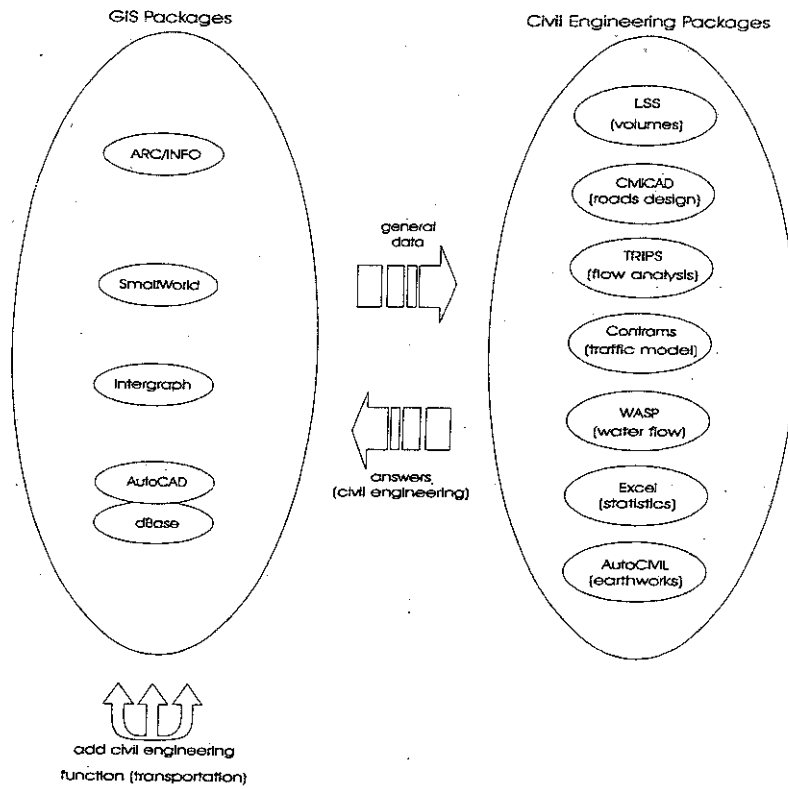 GIS Packages
ARC/INFO
SmallWorld
Intergraph
AutoCAD
dBase
add civil engineering
function (transportation)
general
data
answers
(civil engineering)
Civil Engineering Packages
LSS
(volumes)
CIVICAD
(roads design)
TRIPS
(flow analysis)
Contrams
(traffic model)
WASP
(water flow)
Excel
(statistics)
AutoCIVIL
(earthworks)